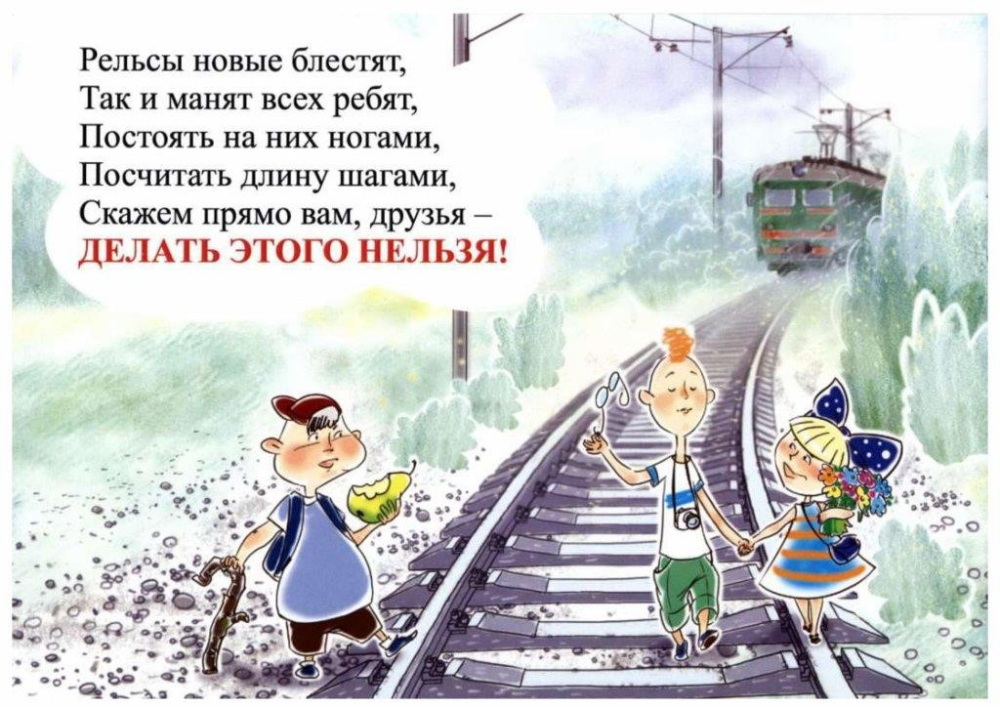 Рельсы новые блестят,
Так и манят всех ребят,
Постоять на них ногами,
Посчитать длину шагами,
Скажем прямо вам, друзья –
ДЕЛАТЬ ЭТОГО НЕЛЬЗЯ!